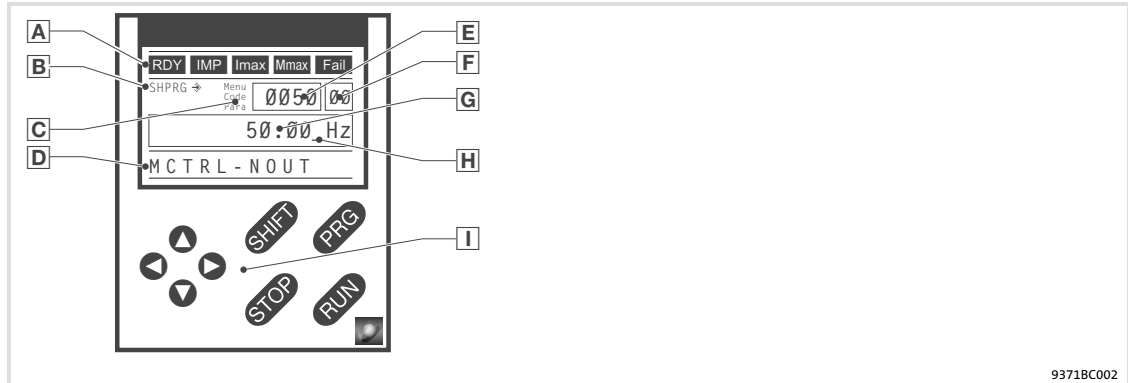 A
RDY IMP Imax Mmax Fail
E
B
SHPRG
Menu
Code
Para
0050 00
F
C
50.00 Hz
G
D
MCTRL-NOUT
H
SHIFT PRG
I
STOP RUN
9371BC002